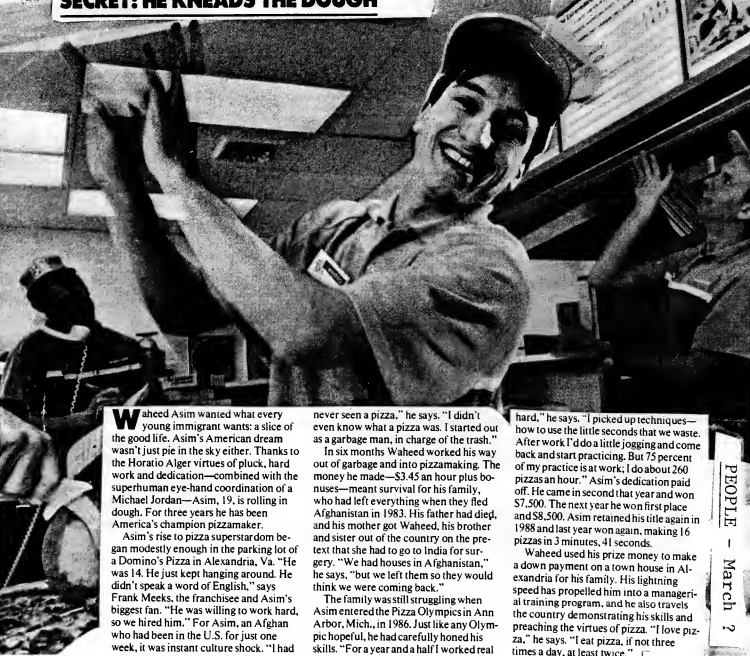 SECRET: HE KNEADS THE DOUGH
Waheed Asim wanted what every
young immigrant wants: a slice of
the good life. Asim's American dream
wasn't just pie in the sky either. Thanks to
the Horatio Alger virtues of pluck, hard
work and dedication—combined with the
superhuman eye-hand coordination of a
Michael Jordan—Asim, 19, is rolling in
dough. For three years he has been
America's champion pizzamaker.
Asim's rise to pizza superstardom be-
gan modestly enough in the parking lot of
a Domino's Pizza in Alexandria, Va. "He
was 14. He just kept hanging around. He
didn't speak a word of English," says
Frank Meeks, the franchisee and Asim's
biggest fan. "He was willing to work hard,
so we hired him." For Asim, an Afghan
who had been in the U.S. for just one
week, it was instant culture shock. "I had
never seen a pizza," he says. "I didn't
even know what a pizza was. I started out
as a garbage man, in charge of the trash."
In six months Waheed worked his way
out of garbage and into pizzamaking. The
money he made—$3.45 an hour plus bo-
nuses—meant survival for his family,
who had left everything when they fled
Afghanistan in 1983. His father had died,
and his mother got Waheed, his brother
and sister out of the country on the pre-
text that she had to go to India for sur-
gery. "We had houses in Afghanistan,"
he says, "but we left them so they would
think we were coming back."
The family was still struggling when
Asim entered the Pizza Olympics in Ann
Arbor, Mich., in 1986. Just like any Olym-
pic hopeful, he had carefully honed his
skills. "For a year and a half I worked real
hard," he says. "I picked up techniques—
how to use the little seconds that we waste.
After work I'd do a little jogging and come
back and start practicing. But 75 percent
of my practice is at work; I do about 260
pizzas an hour." Asim's dedication paid
off. He came in second that year and won
$7,500. The next year he won first place
and $8,500. Asim retained his title again in
1988 and last year won again, making 16
pizzas in 3 minutes, 41 seconds.
Waheed used his prize money to make
a down payment on a town house in Al-
exandria for his family. His lightning
speed has propelled him into a manageri-
al training program, and he also travels
the country demonstrating his skills and
preaching the virtues of pizza. "I love piz-
za," he says. "I eat pizza, if not three
times a day, at least twice."
PEOPLE - March ?